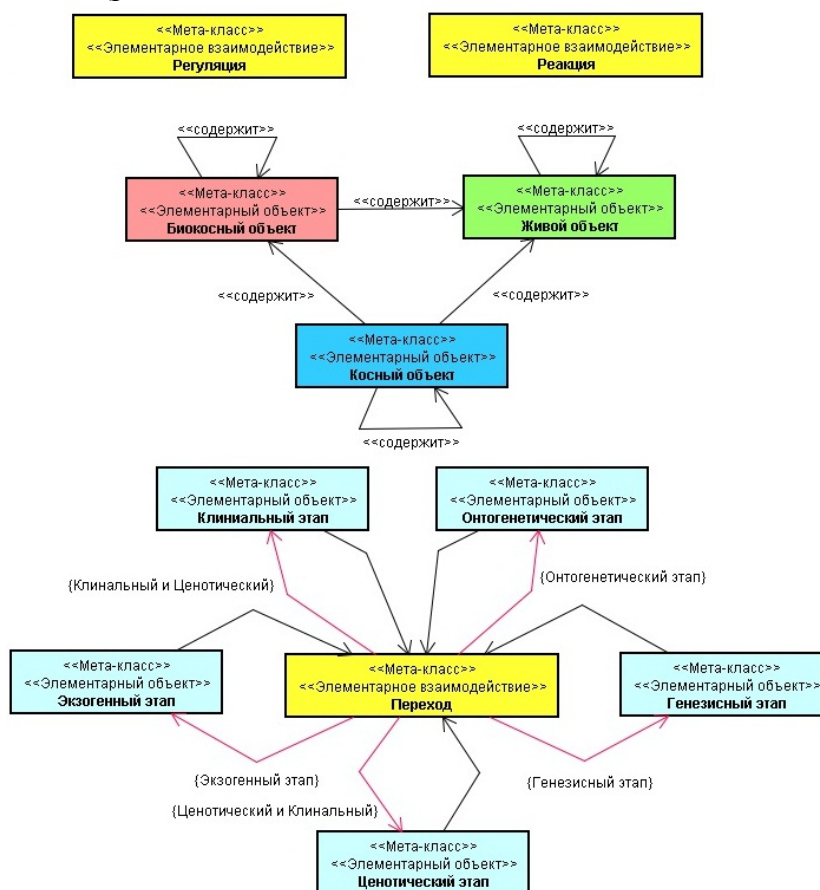 <<Мета-класс>>
<<Элементарное взаимодействие>>
Регуляция
<<Мета-класс>>
<<Элементарное взаимодействие>>
Реакция
<<содержит>>
<<содержит>>
<<Мета-класс>>
<<Элементарный объект>>
Биокосный объект
<<содержит>>
<<Мета-класс>>
<<Элементарный объект>>
Живой объект
<<содержит>>
<<содержит>>
<<Мета-класс>>
<<Элементарный объект>>
Косный объект
<<содержит>>
<<Мета-класс>>
<<Элементарный объект>>
Клиниальный этап
<<Мета-класс>>
<<Элементарный объект>>
Онтогенетический этап
{Клинальный и Ценотический}
{Онтогенетический этап}
<<Мета-класс>>
<<Элементарный объект>>
Экзогенный этап
<<Мета-класс>>
<<Элементарное взаимодействие>>
Переход
<<Мета-класс>>
<<Элементарный объект>>
Генезисный этап
{Экзогенный этап}
{Генезисный этап}
{Ценотический и Клинальный}
<<Мета-класс>>
<<Элементарный объект>>
Ценотический этап